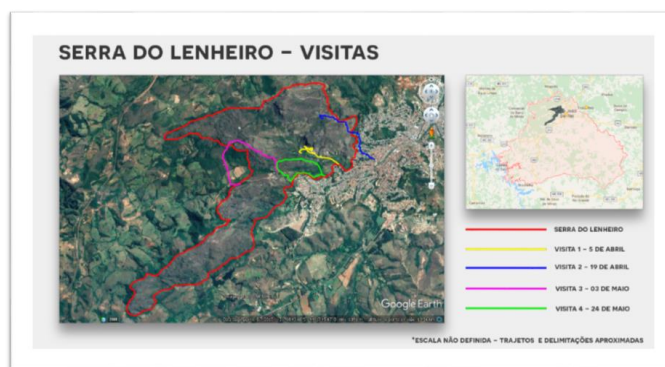 SERRA DO LENHEIRO – VISITAS
Google Earth
SERRA DO LENHEIRO
VISITA 1 – 5 DE ABRIL
VISITA 2 – 19 DE ABRIL
VISITA 3 – 03 DE MAIO
VISITA 4 – 24 DE MAIO
*ESCALA NÃO DEFINIDA – TRAJETOS E DELIMITAÇÕES APROXIMADAS